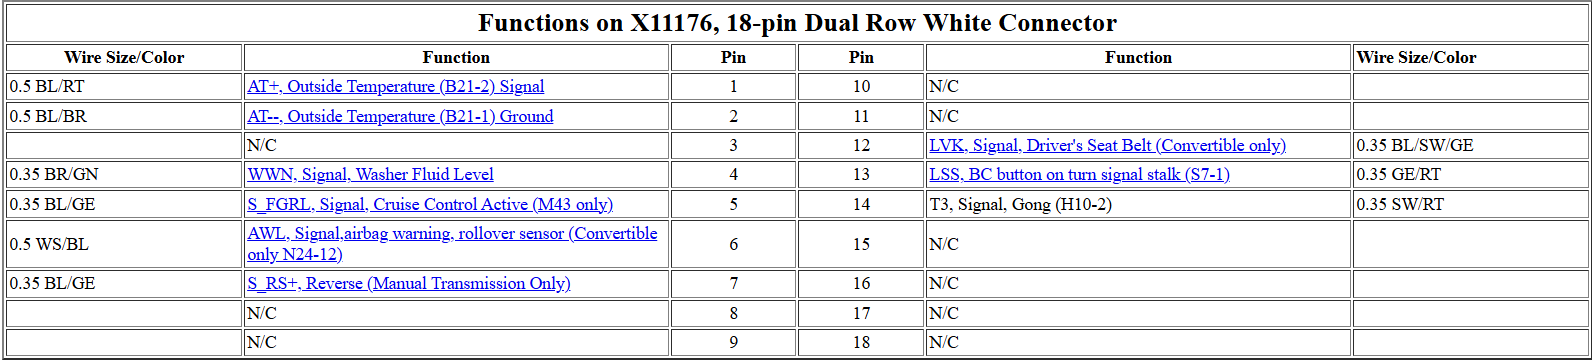 Functions on X11176, 18-pin Dual Row White Connector
Wire Size/Color Function Pin Pin Function Wire Size/Color
0.5 BL/RT AT+, Outside Temperature (B21-2) Signal 1 10 N/C
0.5 BL/BR AT--, Outside Temperature (B21-1) Ground 2 11 N/C
N/C 3 12 LVK, Signal, Driver's Seat Belt (Convertible only) 0.35 BL/SW/GE
0.35 BR/GN WWN, Signal, Washer Fluid Level 4 13 LSS, BC button on turn signal stalk (S7-1) 0.35 GE/RT
0.35 BL/GE S_FGRL, Signal, Cruise Control Active (M43 only) 5 14 T3, Signal, Gong (H10-2) 0.35 SW/RT
0.5 WS/BL AWL, Signal,airbag warning, rollover sensor (Convertible
only N24-12) 6 15 N/C
0.35 BL/GE S_RS+, Reverse (Manual Transmission Only) 7 16 N/C
N/C 8 17 N/C
N/C 9 18 N/C